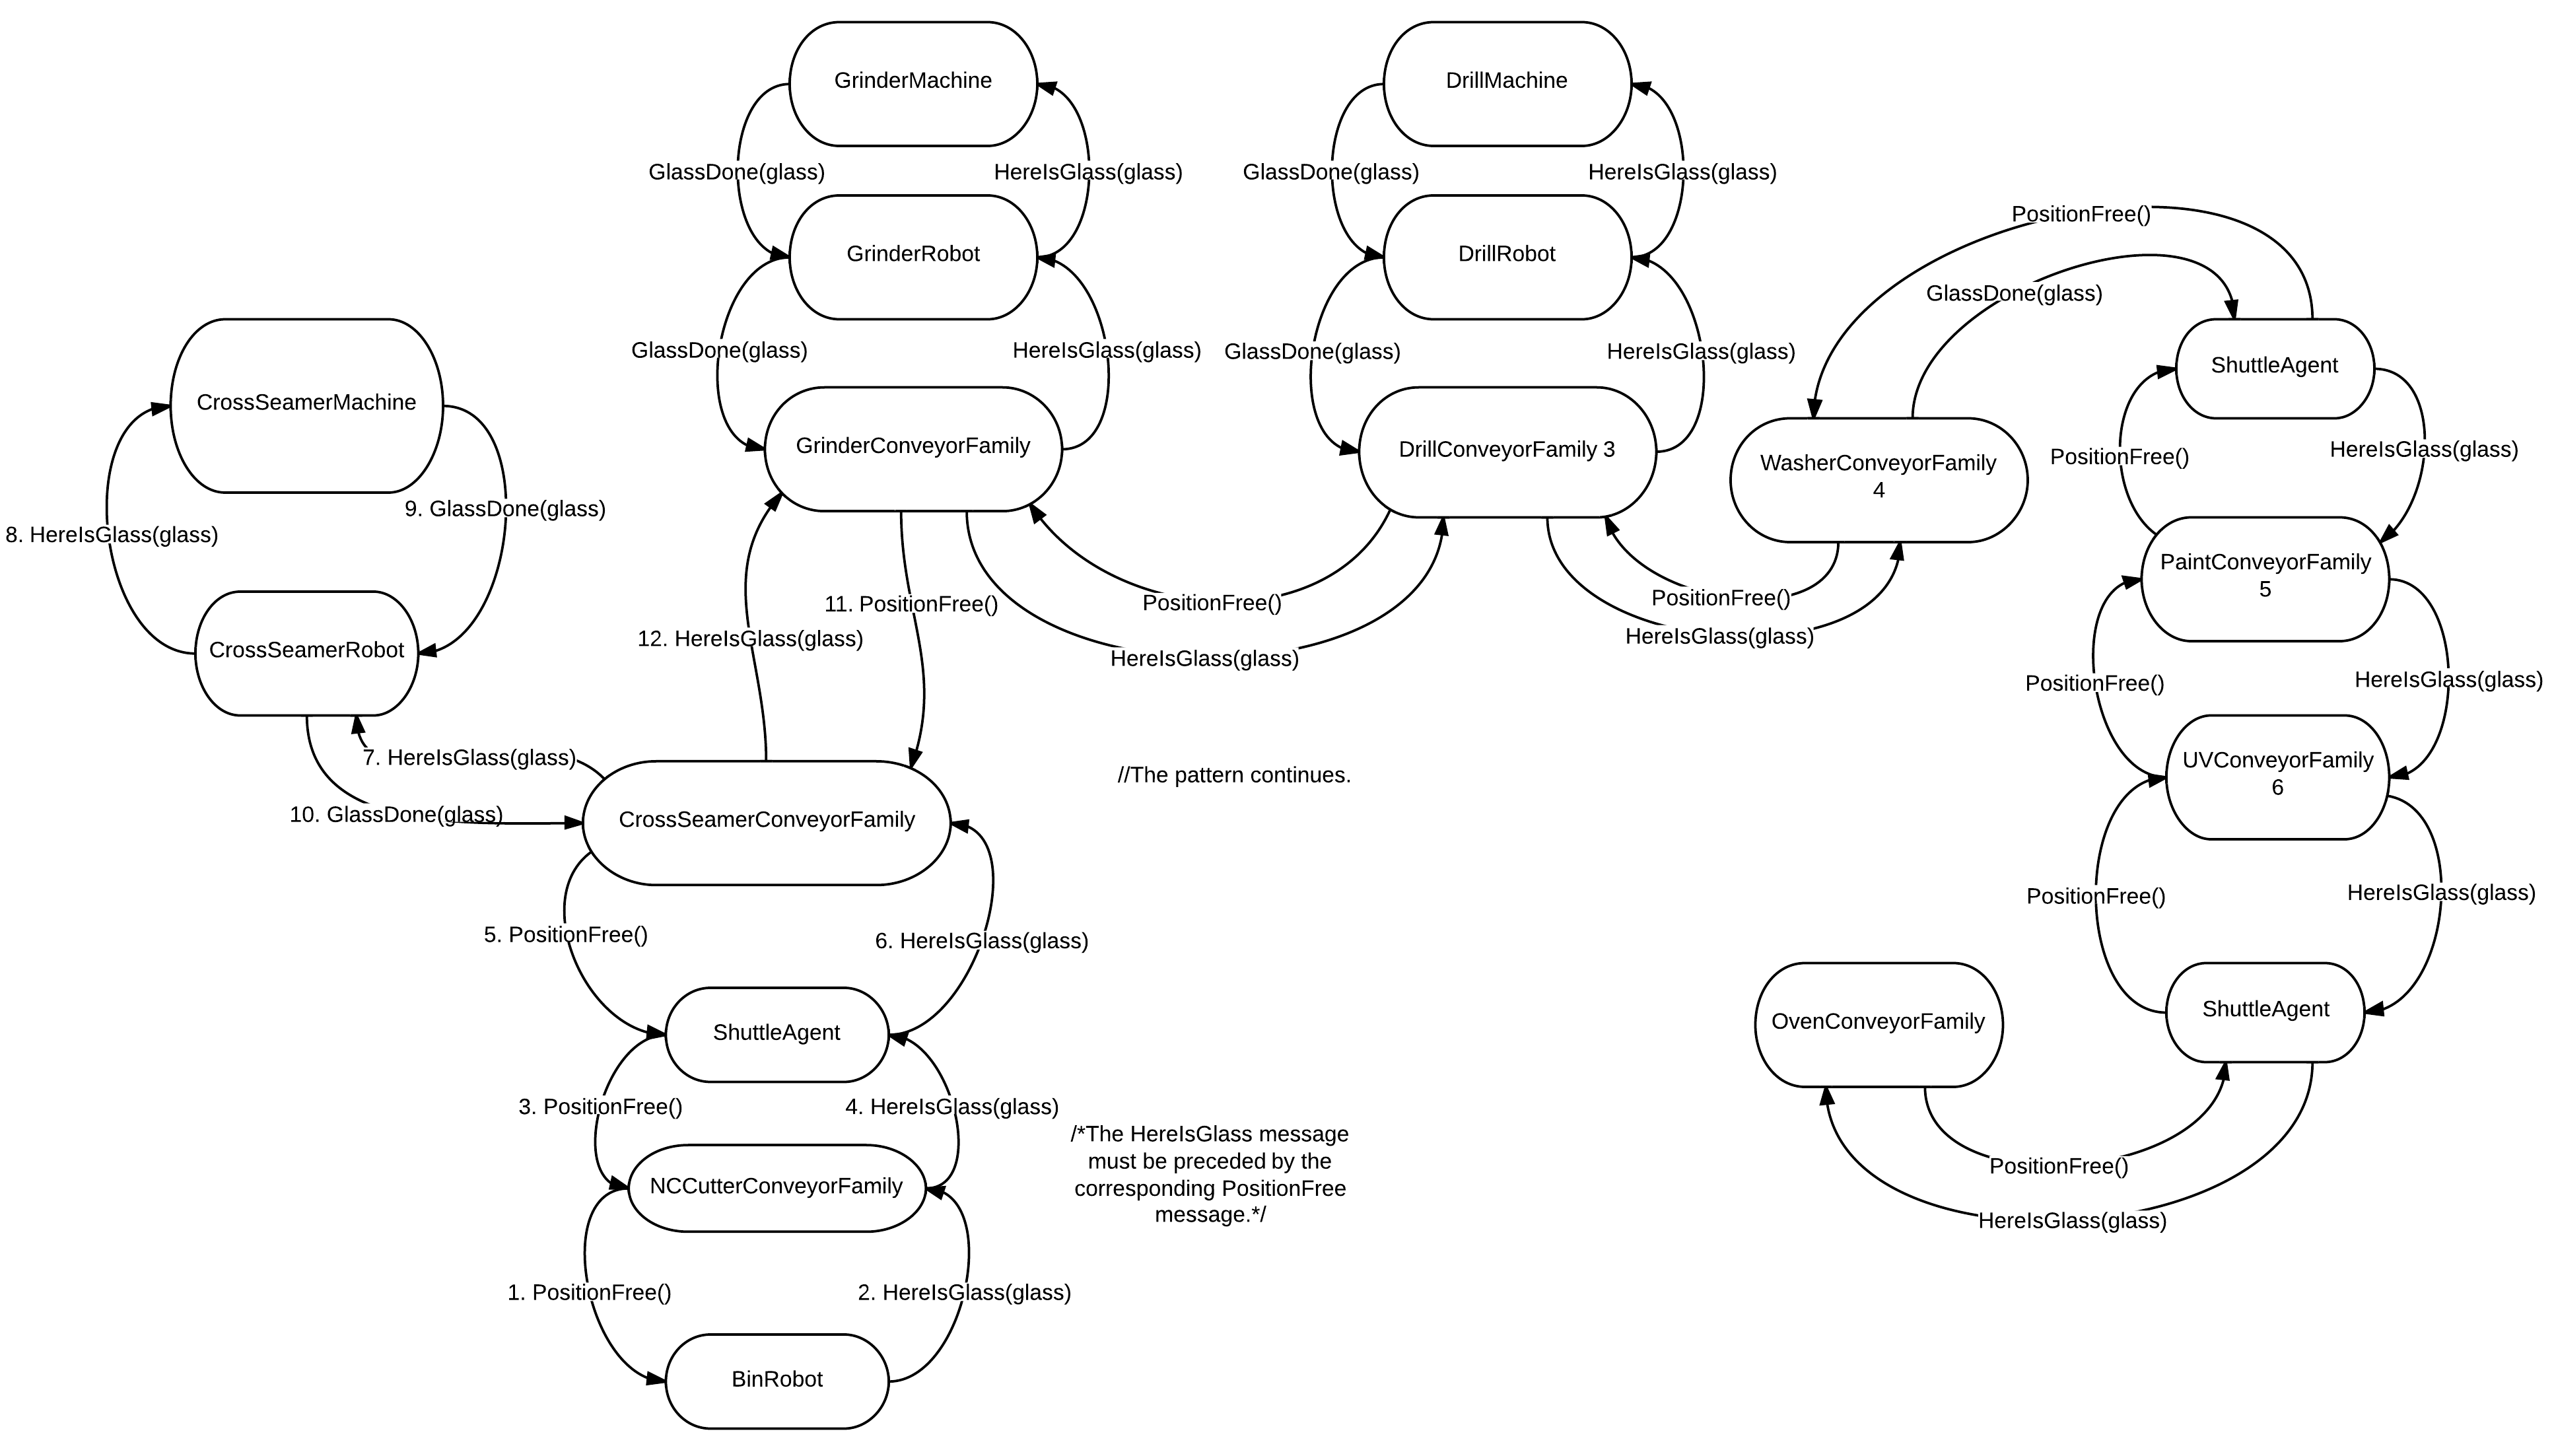 GrinderMachine
DrillMachine
GlassDone(glass)
HereIsGlass(glass)
GlassDone(glass)
HereIsGlass(glass)
PositionFree()
GrinderRobot
DrillRobot
GlassDone(glass)
GlassDone(glass)
HereIsGlass(glass)
GlassDone(glass)
HereIsGlass(glass)
ShuttleAgent
CrossSeamerMachine
GrinderConveyorFamily
DrillConveyorFamily 3
WasherConveyorFamily
4
PositionFree()
HereIsGlass(glass)
8. HereIsGlass(glass)
9. GlassDone(glass)
PaintConveyorFamily
5
12. HereIsGlass(glass)
11. PositionFree()
PositionFree()
HereIsGlass(glass)
PositionFree()
HereIsGlass(glass)
CrossSeamerRobot
PositionFree()
HereIsGlass(glass)
7. HereIsGlass(glass)
10. GlassDone(glass)
//The pattern continues.
UVConveyorFamily
6
CrossSeamerConveyorFamily
5. PositionFree()
6. HereIsGlass(glass)
PositionFree()
HereIsGlass(glass)
ShuttleAgent
OvenConveyorFamily
ShuttleAgent
3. PositionFree()
4. HereIsGlass(glass)
/*The HereIsGlass message
must be preceded by the
corresponding PositionFree
message.*/
PositionFree()
HereIsGlass(glass)
NCCutterConveyorFamily
1. PositionFree()
2. HereIsGlass(glass)
BinRobot